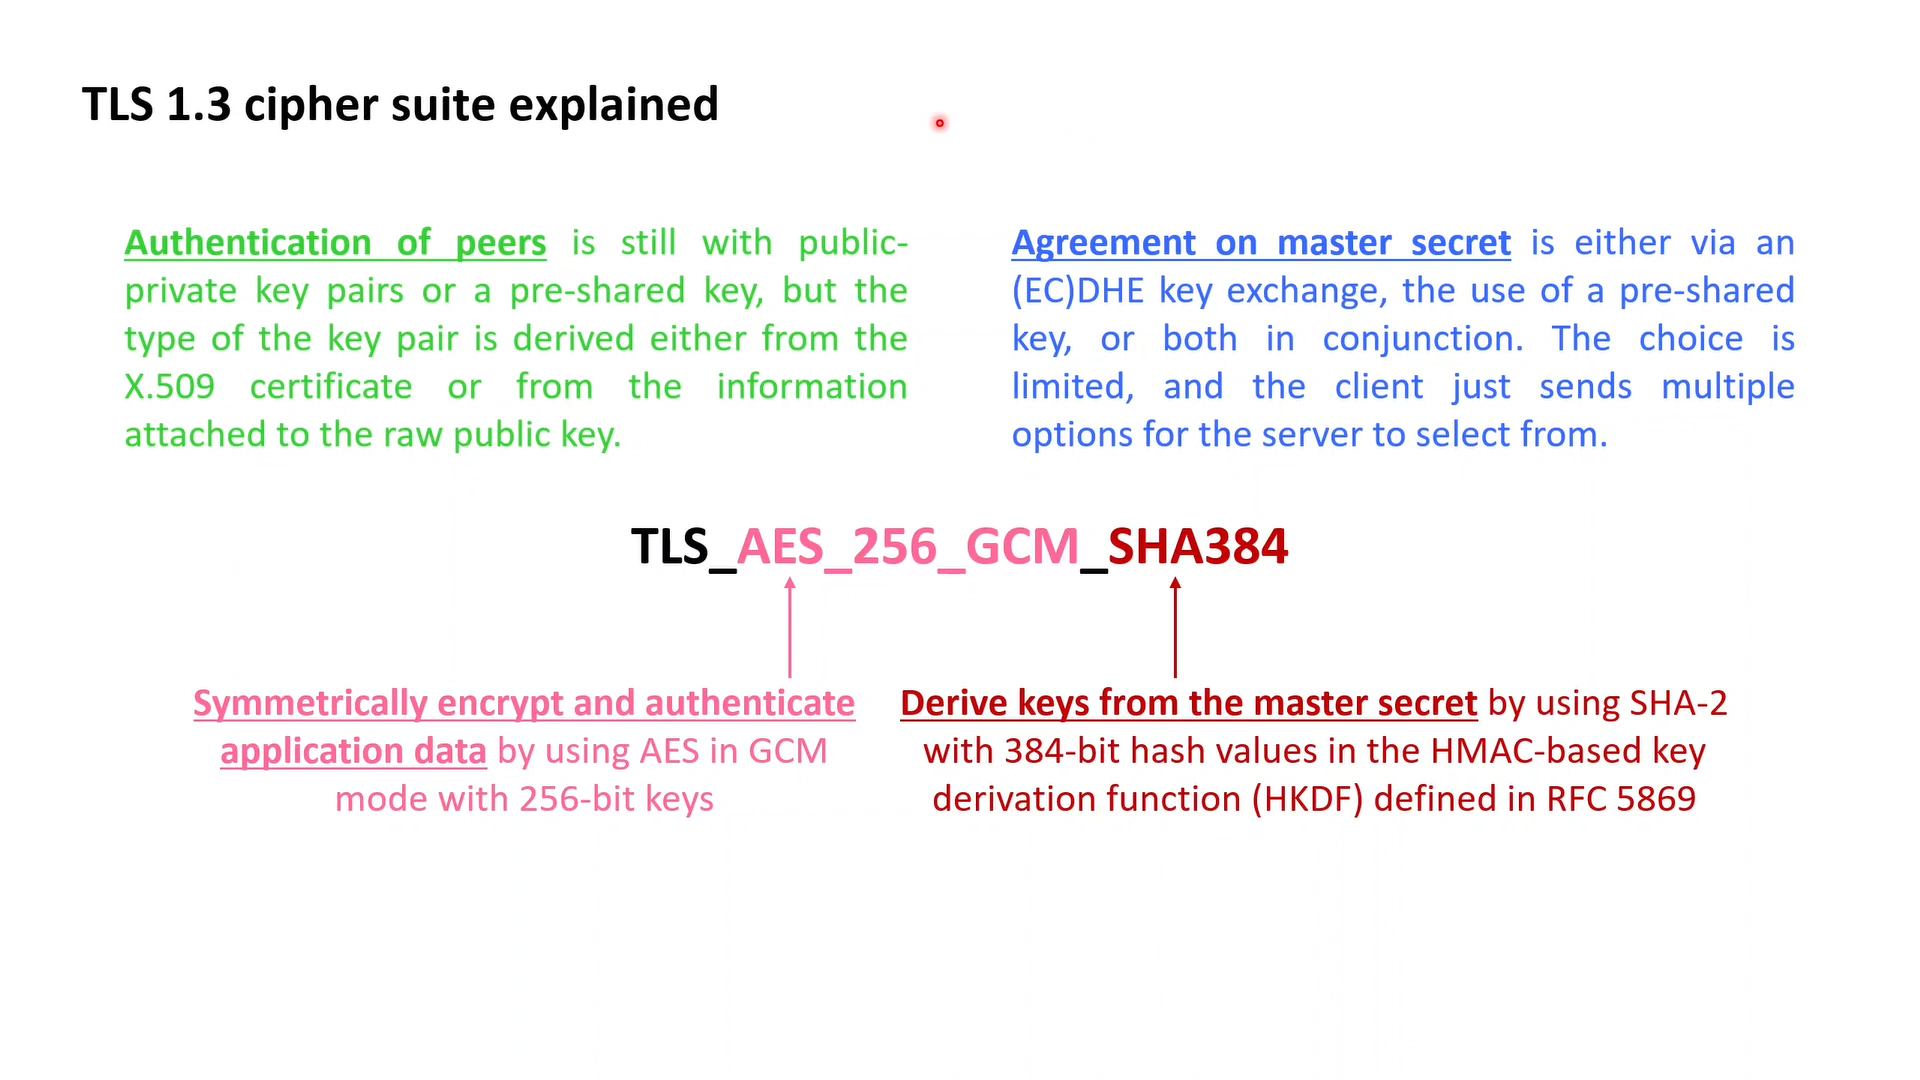 TLS 1.3 cipher suite explained
Authentication of peers is still with public-
private key pairs or a pre-shared key, but the
type of the key pair is derived either from the
X.509 certificate or from the information
attached to the raw public key.
Agreement on master secret is either via an
(EC)DHE key exchange, the use of a pre-shared
key, or both in conjunction. The choice is
limited, and the client just sends multiple
options for the server to select from.
TLS_AES_256_GCM_SHA384
Symmetrically encrypt and authenticate
application data by using AES in GCM
mode with 256-bit keys
Derive keys from the master secret by using SHA-2
with 384-bit hash values in the HMAC-based key
derivation function (HKDF) defined in RFC 5869